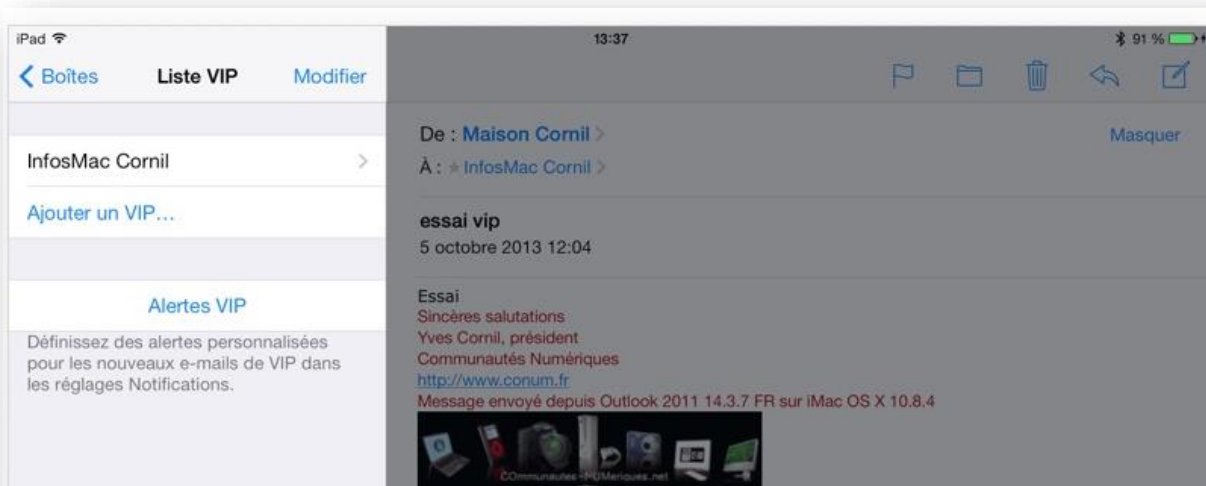 iPad 13:37 91 %
Boîtes Liste VIP Modifier
InfosMac Cornil
Ajouter un VIP...
Alertes VIP
Définissez des alertes personnalisées
pour les nouveaux e-mails de VIP dans
les réglages Notifications.
De : Maison Cornil
Masquer
À : InfosMac Cornil
essai vip
5 octobre 2013 12:04
Essai
Sincères salutations
Yves Cornil, président
Communautés Numériques
http://www.conum.fr
Message envoyé depuis Outlook 2011 14.3.7 FR sur iMac OS X 10.8.4
COmmunautes-NUMeriques.net